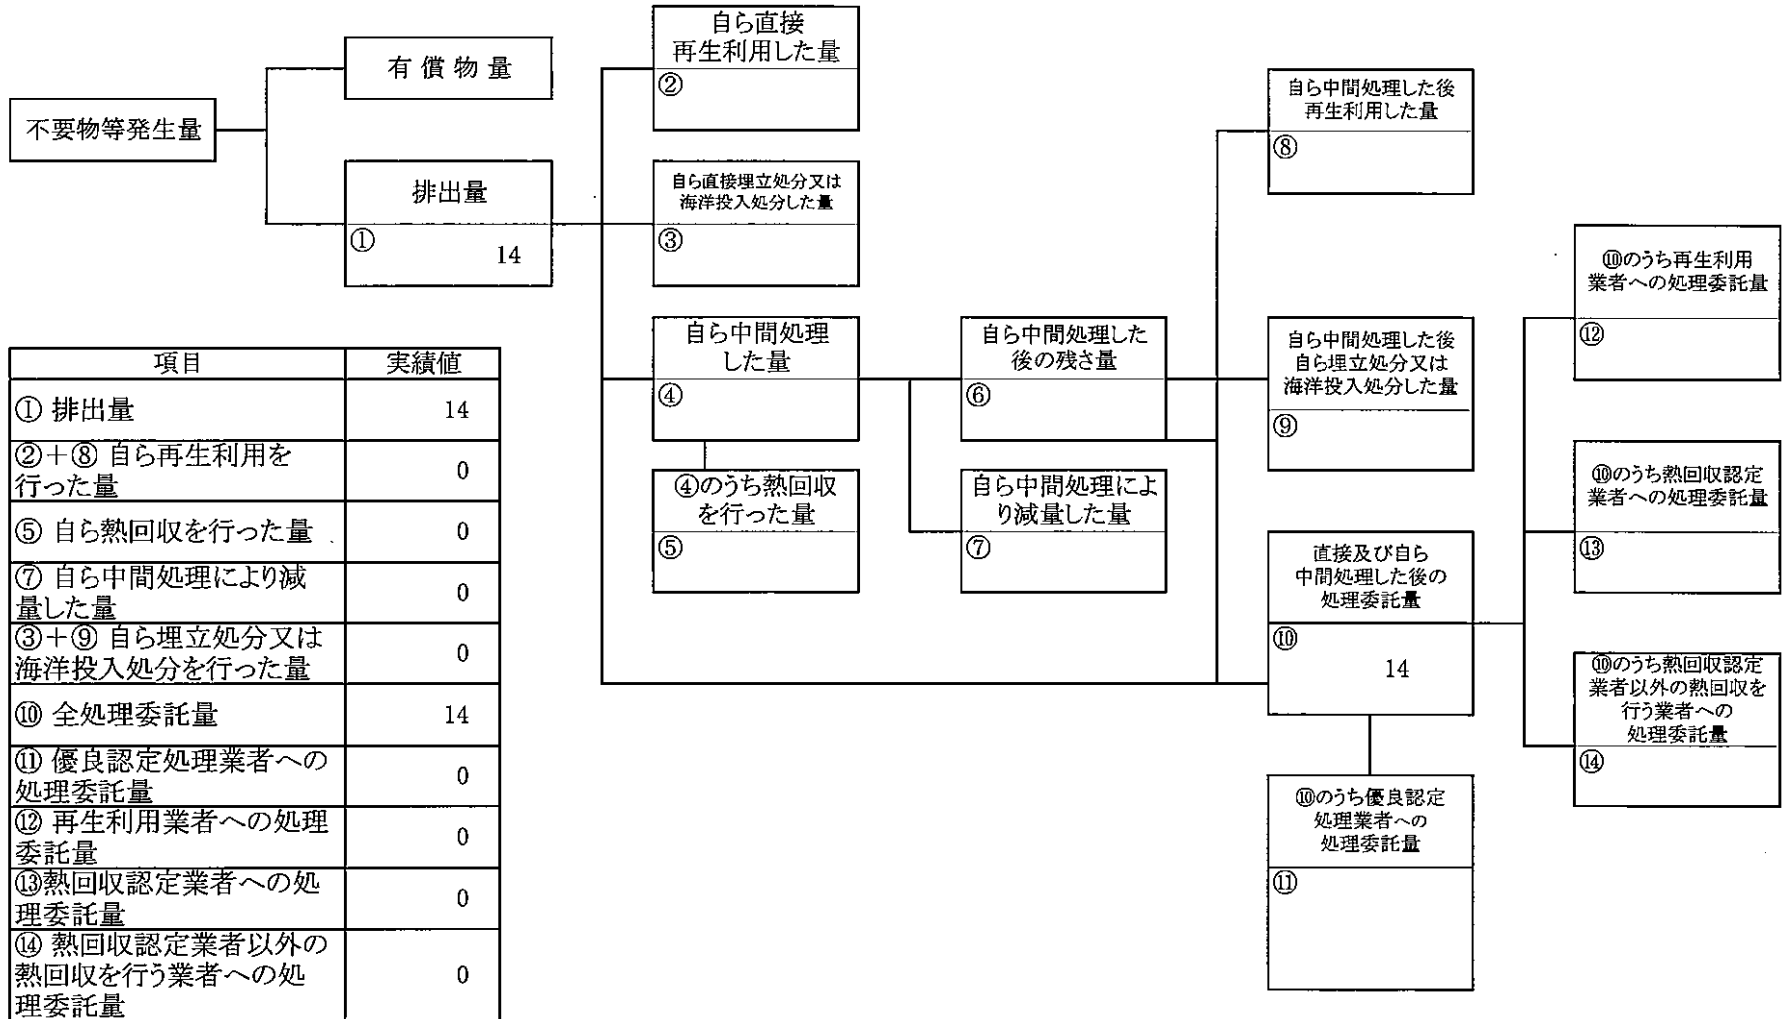 不要物等発生量
有償物量
排出量
①
14
自ら直接
再生利用した量
②
自ら直接埋立処分又は
海洋投入処分した量
③
自ら中間処理
した量
④
④のうち熱回収
を行った量
⑤
自ら中間処理した
後の残さ量
⑥
自ら中間処理によ
り減量した量
⑦
自ら中間処理した後
再生利用した量
⑧
自ら中間処理した後
自ら埋立処分又は
海洋投入処分した量
⑨
直接及び自ら
中間処理した後の
処理委託量
⑩
14
⑩のうち優良認定
処理業者への
処理委託量
⑪
⑩のうち再生利用
業者への処理委託量
⑫
⑩のうち熱回収認定
業者への処理委託量
⑬
⑩のうち熱回収認定
業者以外の熱回収を
行う業者への
処理委託量
⑭
項目 実績値
① 排出量 14
②+⑧ 自ら再生利用を
行った量 0
⑤ 自ら熱回収を行った量 0
⑦ 自ら中間処理により減
量した量 0
③+⑨ 自ら埋立処分又は
海洋投入処分を行った量 0
⑩ 全処理委託量 14
⑪ 優良認定処理業者への
処理委託量 0
⑫ 再生利用業者への処理
委託量 0
⑬熱回収認定業者への処
理委託量 0
⑭ 熱回収認定業者以外の
熱回収を行う業者への処
理委託量 0